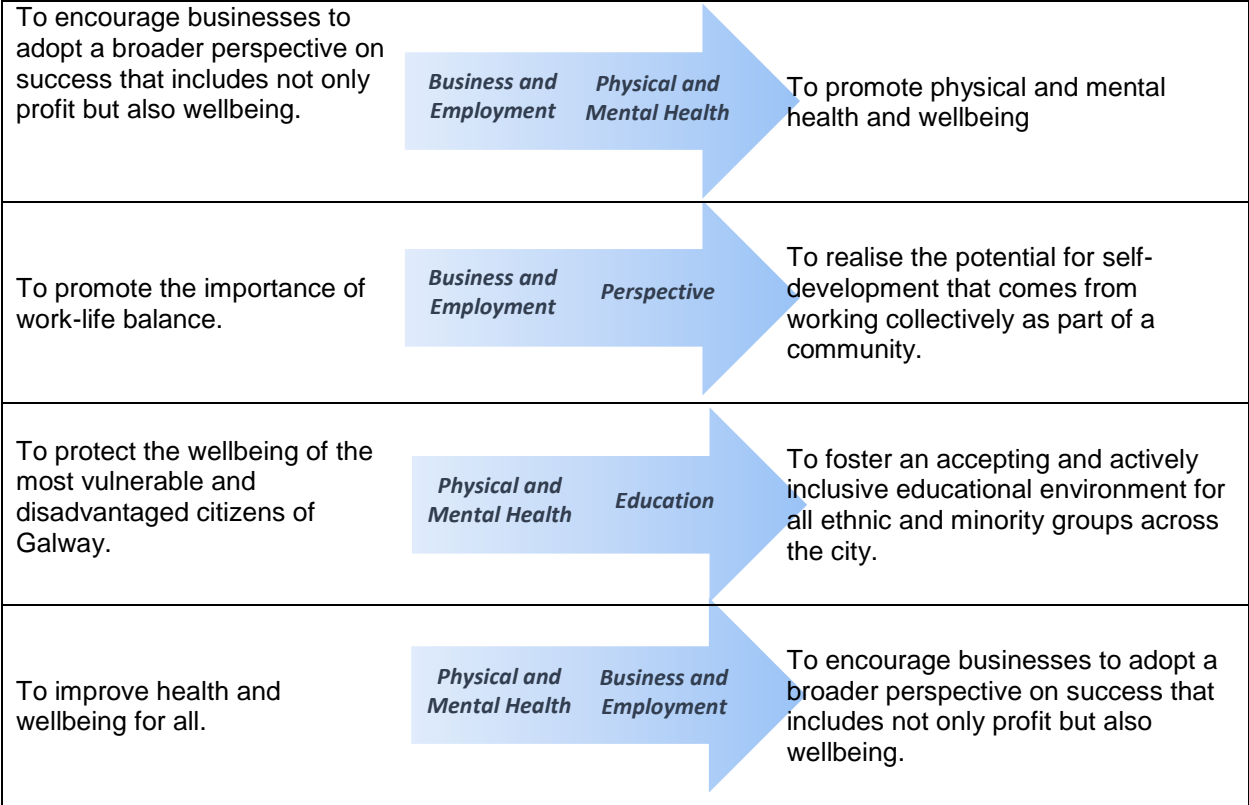 To encourage businesses to
adopt a broader perspective on
success that includes not only
profit but also wellbeing.
Business and
Employment
Physical and
Mental Health
To promote physical and mental
health and wellbeing
To promote the importance of
work-life balance.
Business and
Employment
Perspective
To realise the potential for self-
development that comes from
working collectively as part of a
community.
To protect the wellbeing of the
most vulnerable and
disadvantaged citizens of
Galway.
Physical and
Mental Health
Education
To foster an accepting and actively
inclusive educational environment for
all ethnic and minority groups across
the city.
To improve health and
wellbeing for all.
Physical and
Mental Health
Business and
Employment
To encourage businesses to adopt a
broader perspective on success that
includes not only profit but also
wellbeing.